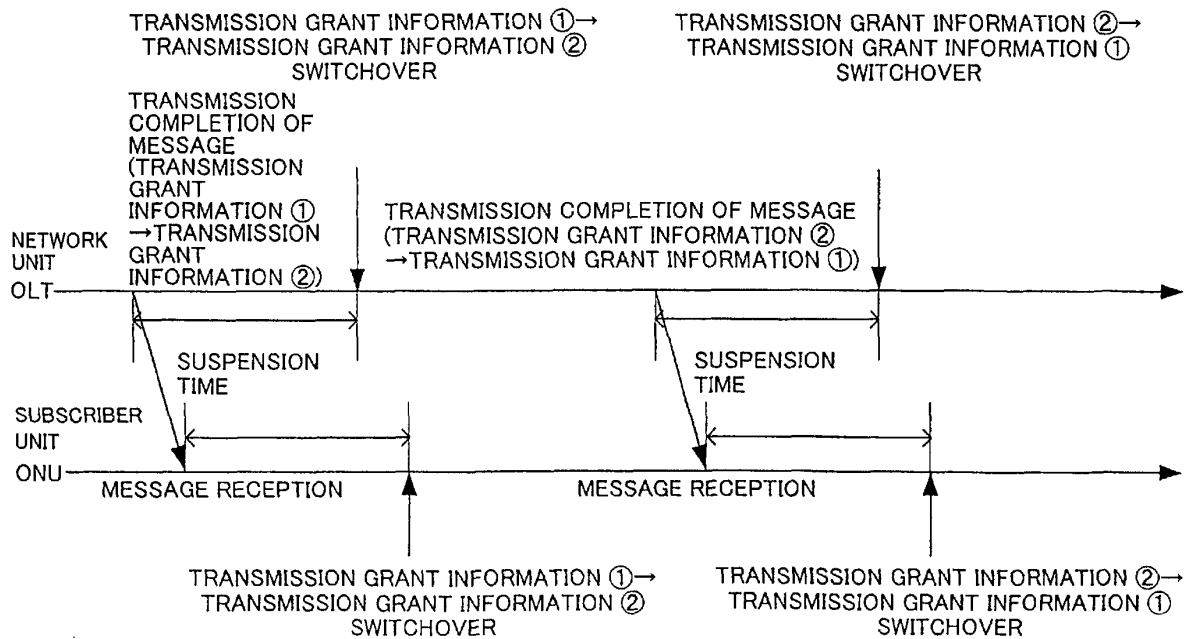 TRANSMISSION GRANT INFORMATION ①→
TRANSMISSION GRANT INFORMATION ②
SWITCHOVER
TRANSMISSION GRANT INFORMATION ②→
TRANSMISSION GRANT INFORMATION ①
SWITCHOVER
TRANSMISSION
COMPLETION OF
MESSAGE
(TRANSMISSION
GRANT
INFORMATION ①
→TRANSMISSION
GRANT
INFORMATION ②)
TRANSMISSION COMPLETION OF MESSAGE
(TRANSMISSION GRANT INFORMATION ②
→TRANSMISSION GRANT INFORMATION ①)
NETWORK
UNIT
OLT
SUSPENSION
TIME
SUSPENSION
TIME
SUBSCRIBER
UNIT
ONU
MESSAGE RECEPTION
MESSAGE RECEPTION
TRANSMISSION GRANT INFORMATION ①→
TRANSMISSION GRANT INFORMATION ②
SWITCHOVER
TRANSMISSION GRANT INFORMATION ②→
TRANSMISSION GRANT INFORMATION ①
SWITCHOVER